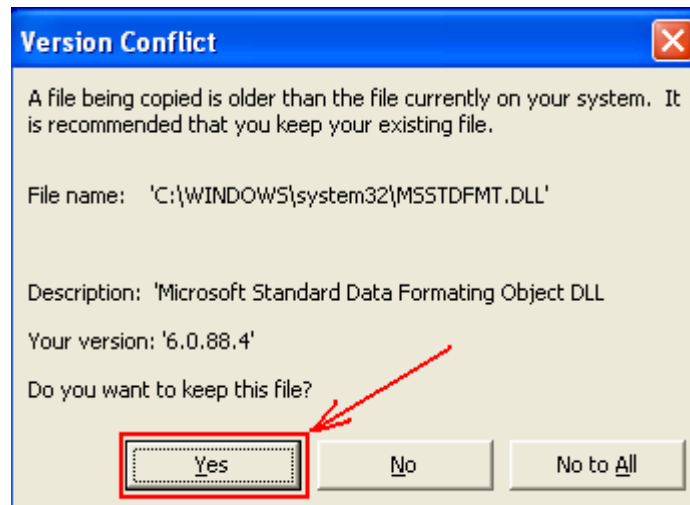 Version Conflict
A file being copied is older than the file currently on your system.  It
is recommended that you keep your existing file.
File name:   'C:\WINDOWS\system32\MSSTDFMT.DLL'
Description:  'Microsoft Standard Data Formating Object DLL
Your version: '6.0.88.4'
Do you want to keep this file?
Yes No No to All